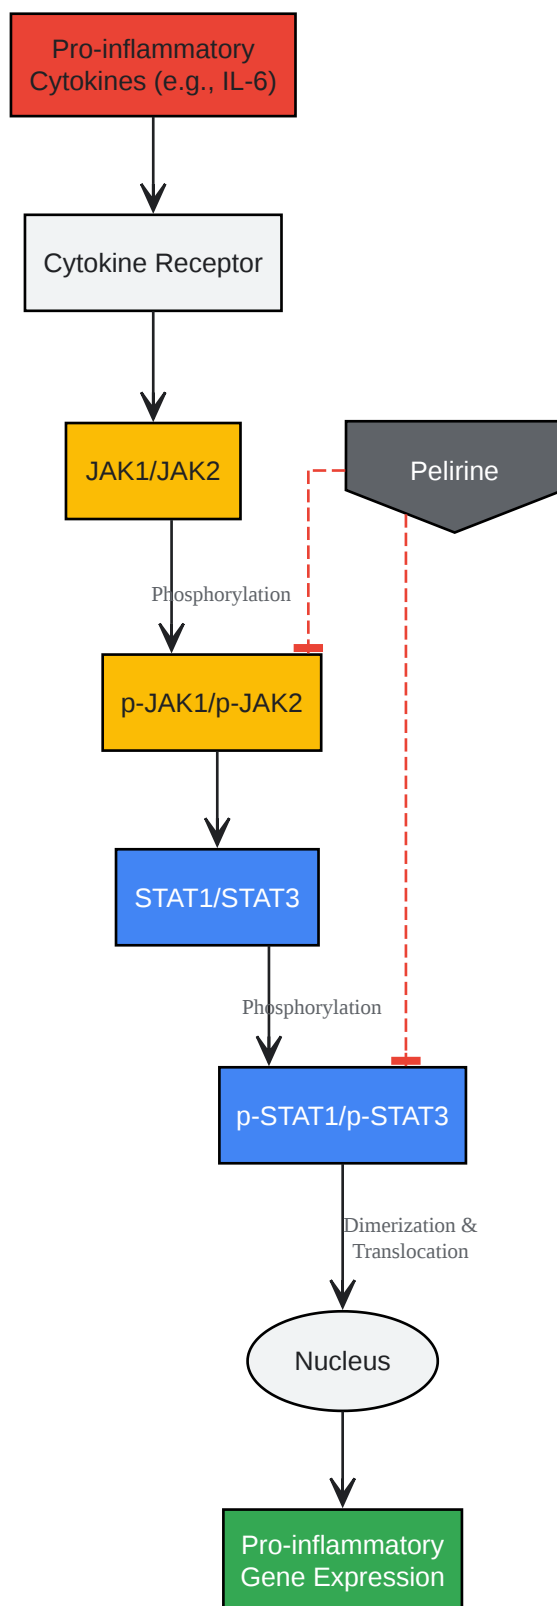 Pro-inflammatory
Cytokines (e.g., IL-6)
Cytokine Receptor
JAK1/JAK2
Pelirine
Phosphorylation
p-JAK1/p-JAK2
STAT1/STAT3
Phosphorylation
p-STAT1/p-STAT3
Dimerization &
Translocation
Nucleus
Pro-inflammatory
Gene Expression